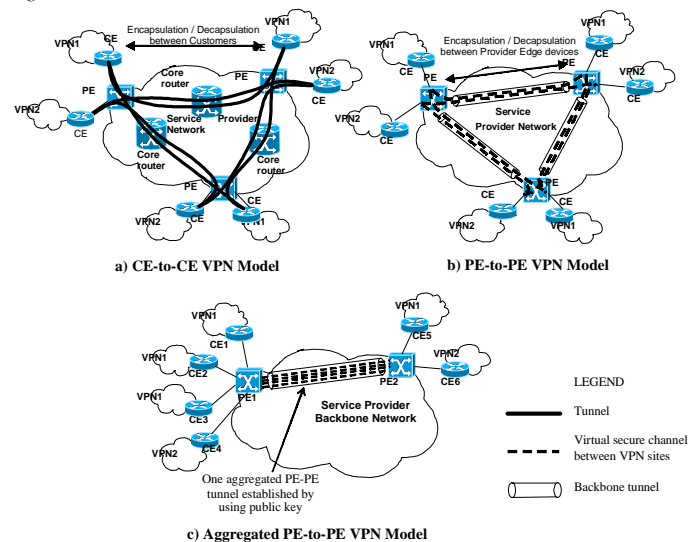 VPN1
Encapsulation / Decapsulation
between Customers
VPN1
CE
CE
PE
Core
router
PE
VPN2
CE
VPN2
CE
Service
Network
Provider
Core
router
Core
router
PE
CE
VPN2
CE
VPN1
a) CE-to-CE VPN Model
VPN1
Encapsulation / Decapsulation
between Provider Edge devices
VPN1
CE
CE
PE
PE
VPN2
CE
VPN2
CE
Service
Provider Network
PE
CE
CE
VPN2
VPN1
b) PE-to-PE VPN Model
VPN1
CE1
VPN1
CE2
VPN1
CE3
VPN2
CE4
PE1
VPN1
CE5
VPN2
CE6
PE2
Service Provider
Backbone Network
One aggregated PE-PE
tunnel established by
using public key
c) Aggregated PE-to-PE VPN Model
LEGEND
Tunnel
Virtual secure channel
between VPN sites
Backbone tunnel